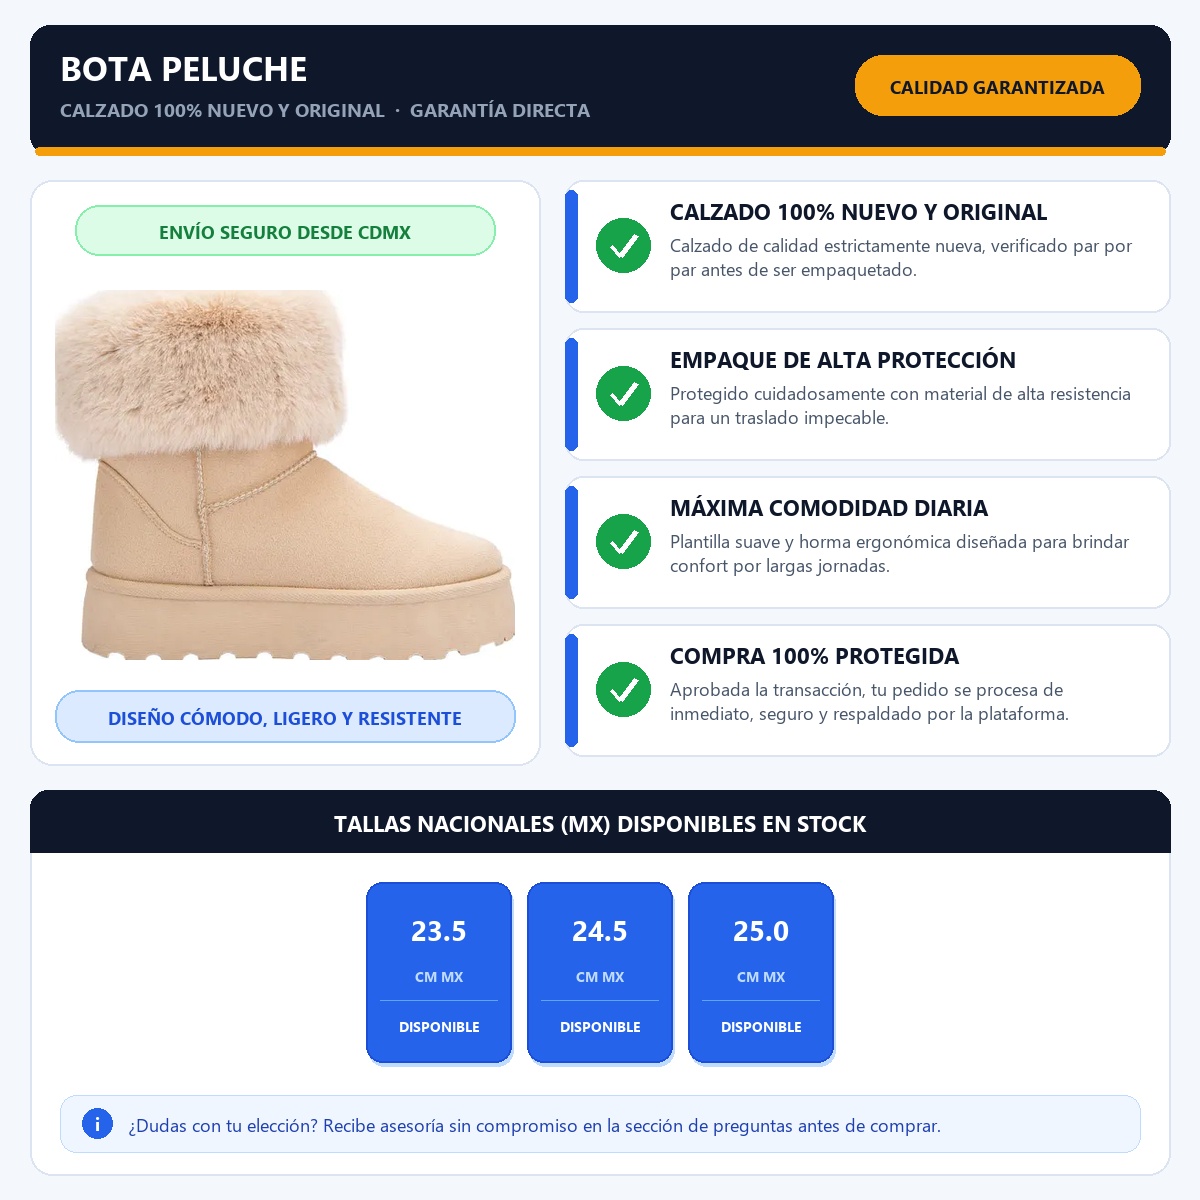 BOTA PELUCHE
CALZADO 100% NUEVO Y ORIGINAL · GARANTÍA DIRECTA
CALIDAD GARANTIZADA
ENVÍO SEGURO DESDE CDMX
DISEÑO CÓMODO, LIGERO Y RESISTENTE
CALZADO 100% NUEVO Y ORIGINAL
Calzado de calidad estrictamente nueva, verificado par por
par antes de ser empaquetado.
EMPAQUE DE ALTA PROTECCIÓN
Protegido cuidadosamente con material de alta resistencia
para un traslado impecable.
MÁXIMA COMODIDAD DIARIA
Plantilla suave y horma ergonómica diseñada para brindar
confort por largas jornadas.
COMPRA 100% PROTEGIDA
Aprobada la transacción, tu pedido se procesa de
inmediato, seguro y respaldado por la plataforma.
TALLAS NACIONALES (MX) DISPONIBLES EN STOCK
23.5
CM MX
DISPONIBLE
24.5
CM MX
DISPONIBLE
25.0
CM MX
DISPONIBLE
¿Dudas con tu elección? Recibe asesoría sin compromiso en la sección de preguntas antes de comprar.